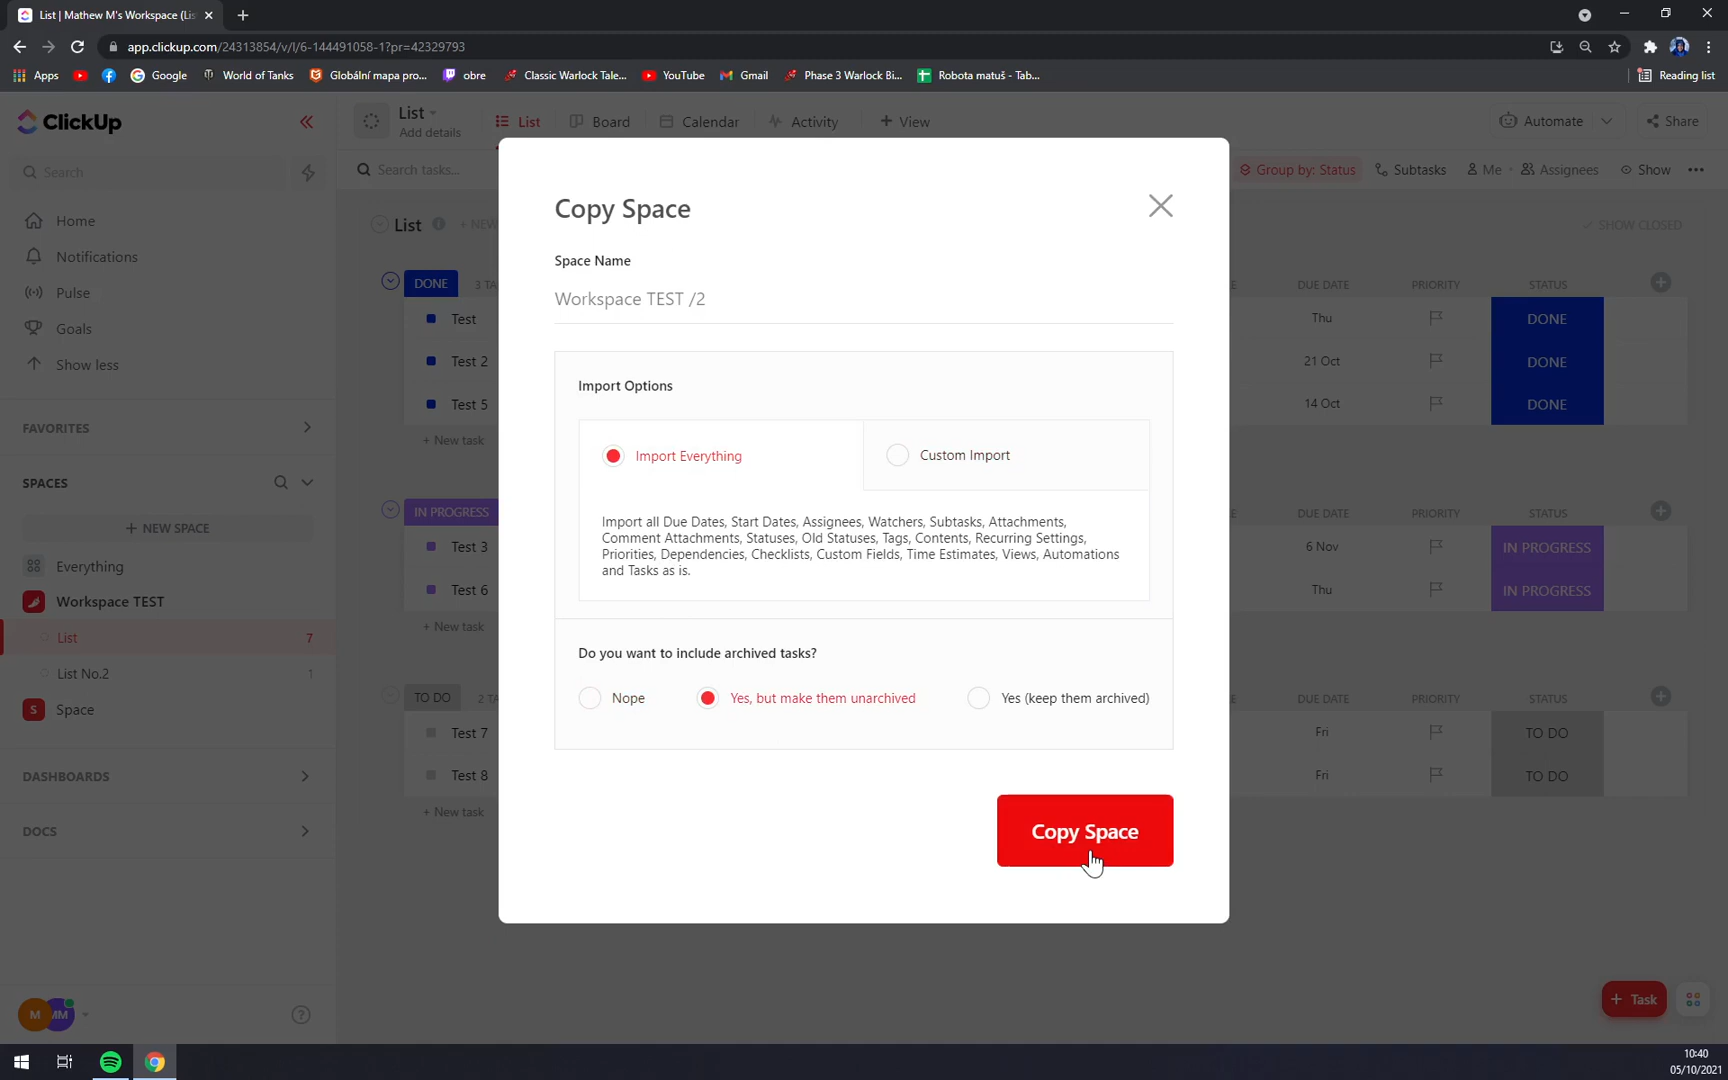 List | Mathew M's Workspace (Lis
app.clickup.com/24313854/v/l/6-144491058-1?pr=42329793
Apps
Google
World of Tanks
Globální mapa pro...
obre
Classic Warlock Tale...
YouTube
Gmail
Phase 3 Warlock Bi...
Robota matuš - Tab...
Reading list
ClickUp
List
Add details
List
Board
Calendar
Activity
+ View
Automate
Share
Search
Search tasks...
Group by: Status
Subtasks
Me
Assignees
Show
Home
Notifications
Pulse
Goals
Show less
FAVORITES
SPACES
+ NEW SPACE
Everything
Workspace TEST
List 7
List No.2 1
S Space
DASHBOARDS
DOCS
M MM
List
+ NEW
SHOW CLOSED
DONE 3 TA
E DUE DATE PRIORITY STATUS
Test Thu DONE
Test 2 21 Oct DONE
Test 5 14 Oct DONE
+ New task
IN PROGRESS
E DUE DATE PRIORITY STATUS
Test 3 6 Nov IN PROGRESS
Test 6 Thu IN PROGRESS
+ New task
TO DO 2 TA
E DUE DATE PRIORITY STATUS
Test 7 Fri TO DO
Test 8 Fri TO DO
+ New task
Copy Space
Space Name
Workspace TEST /2
Import Options
Import Everything
Custom Import
Import all Due Dates, Start Dates, Assignees, Watchers, Subtasks, Attachments,
Comment Attachments, Statuses, Old Statuses, Tags, Contents, Recurring Settings,
Priorities, Dependencies, Checklists, Custom Fields, Time Estimates, Views, Automations
and Tasks as is.
Do you want to include archived tasks?
Nope
Yes, but make them unarchived
Yes (keep them archived)
Copy Space
+ Task
10:40
05/10/2021